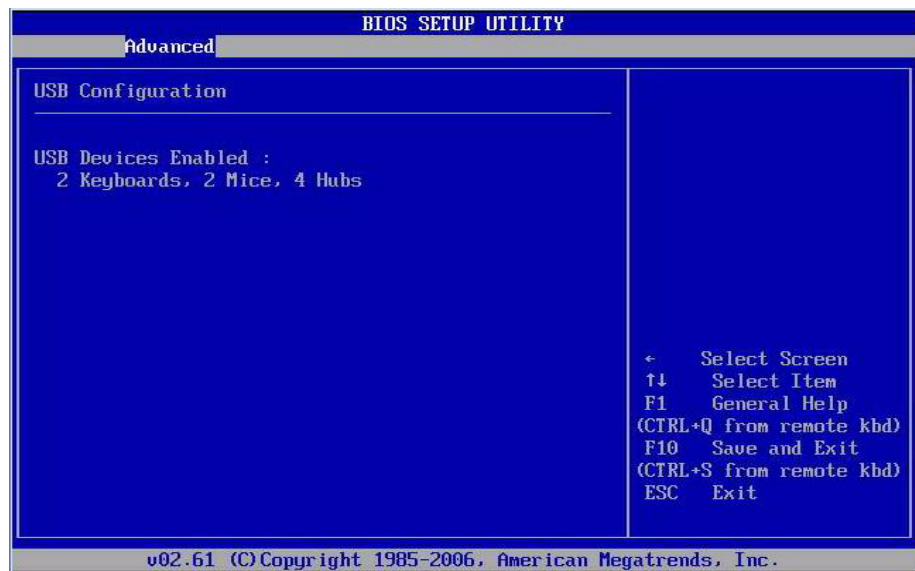 BIOS SETUP UTILITY
Advanced
USB Configuration
USB Devices Enabled :
2 Keyboards, 2 Mice, 4 Hubs
← Select Screen
↑↓ Select Item
F1 General Help
(CTRL+Q from remote kbd)
F10 Save and Exit
(CTRL+S from remote kbd)
ESC Exit
v02.61 (C)Copyright 1985-2006, American Megatrends, Inc.